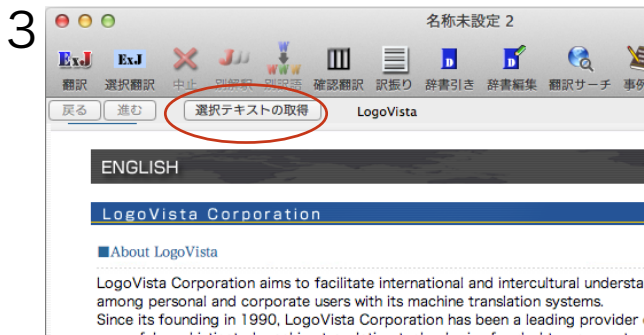 3
名称未設定 2
ExJ ExJ
翻訳 選択翻訳 中止 別解釈 別訳語 確認翻訳 訳振り 辞書引き 辞書編集 翻訳サーチ 事例
戻る 進む 選択テキストの取得 LogoVista
ENGLISH
LogoVista Corporation
■About LogoVista
LogoVista Corporation aims to facilitate international and intercultural understa
among personal and corporate users with its machine translation systems.
Since its founding in 1990, LogoVista Corporation has been a leading provider